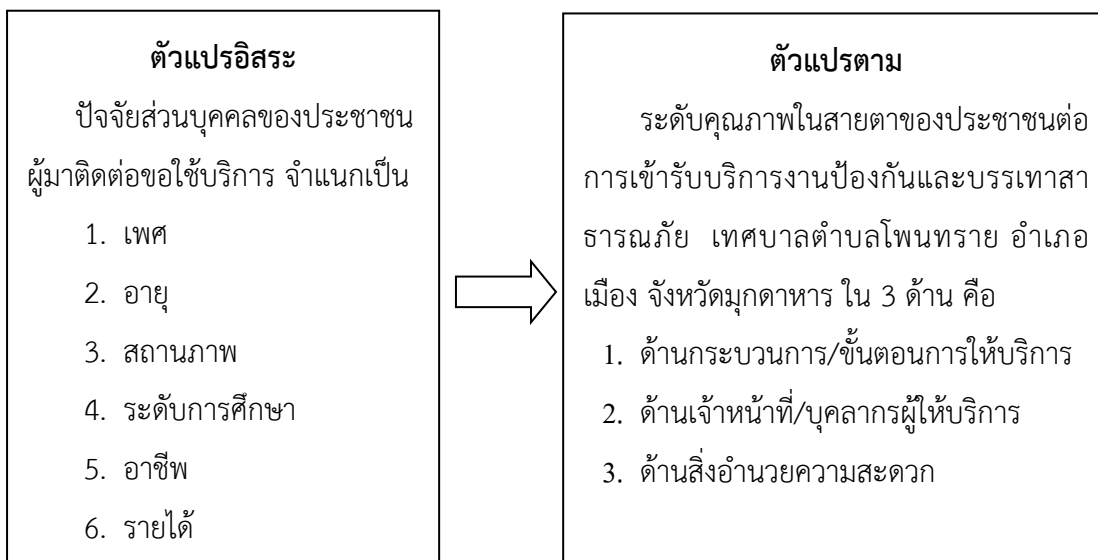 ตัวแปรอิสระ
ปัจจัยส่วนบุคคลของประชาชน
ผู้มาติดต่อขอใช้บริการ จำแนกเป็น
1. เพศ
2. อายุ
3. สถานภาพ
4. ระดับการศึกษา
5. อาชีพ
6. รายได้
ตัวแปรตาม
ระดับคุณภาพในสายตาของประชาชนต่อ
การเข้ารับบริการงานป้องกันและบรรเทาสา
ธารณภัย เทศบาลตำบลโพนทราย อำเภอ
เมือง จังหวัดมุกดาหาร ใน 3 ด้าน คือ
1. ด้านกระบวนการ/ขั้นตอนการให้บริการ
2. ด้านเจ้าหน้าที่/บุคลากรผู้ให้บริการ
3. ด้านสิ่งอำนวยความสะดวก